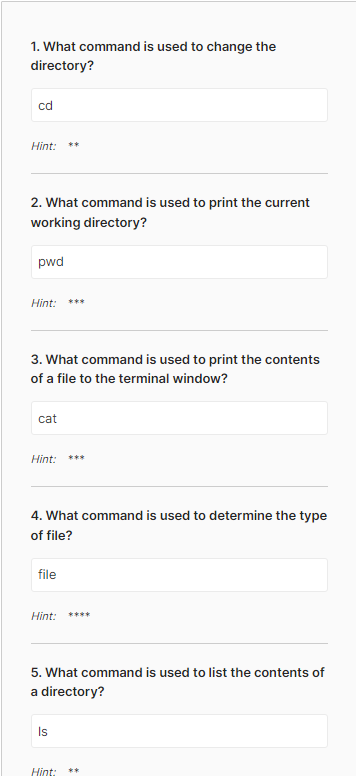 1. What command is used to change the
directory?
cd
Hint: **
2. What command is used to print the current
working directory?
pwd
Hint: ***
3. What command is used to print the contents
of a file to the terminal window?
cat
Hint: ***
4. What command is used to determine the type
of file?
file
Hint: ****
5. What command is used to list the contents of
a directory?
ls
Hint: **